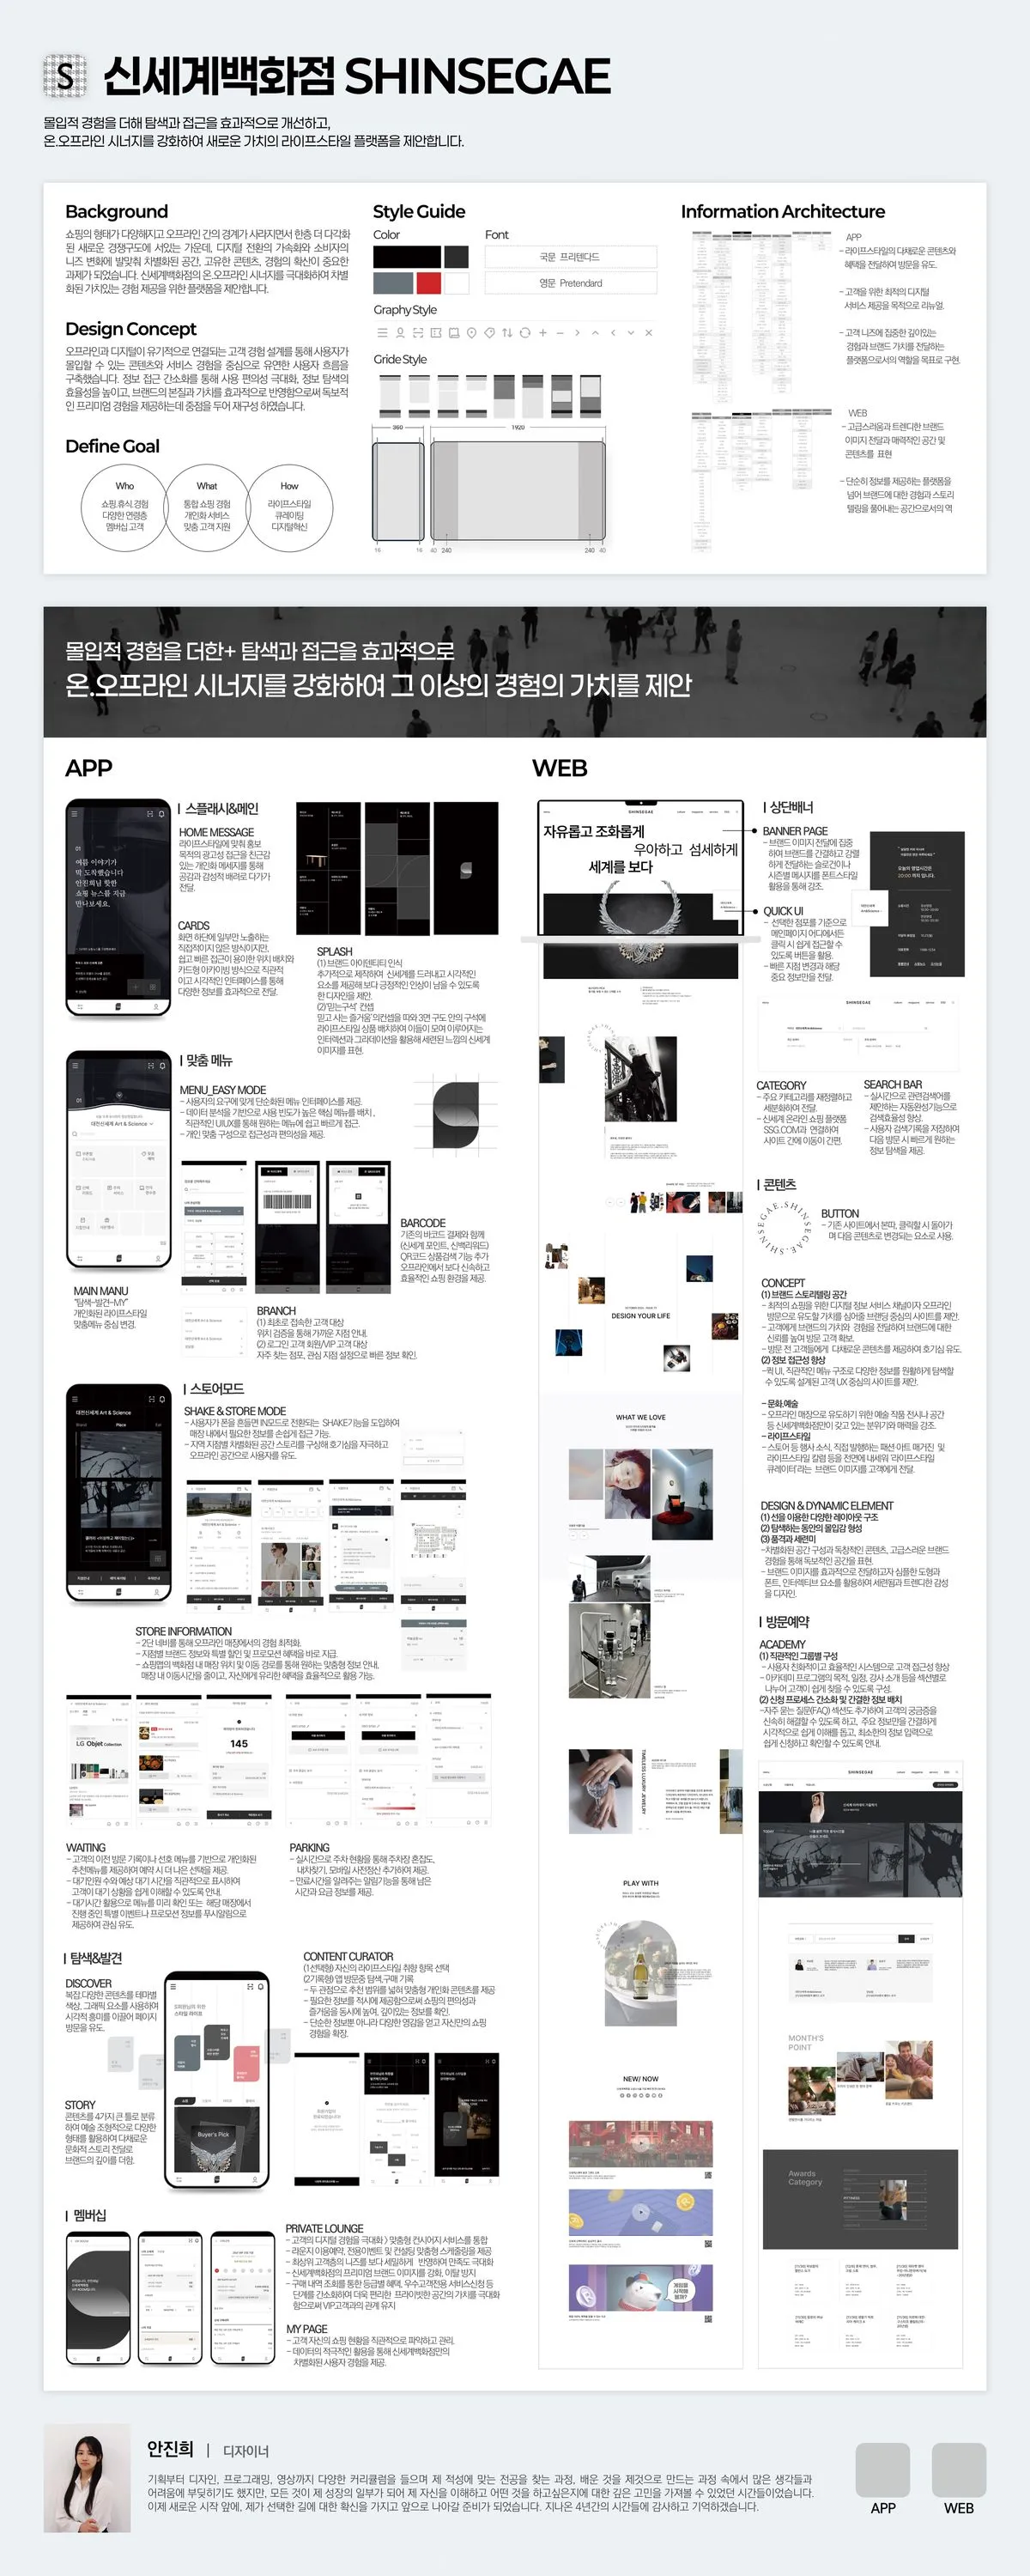 S 신세계백화점 SHINSEGAE
몰입적 경험을 더해 탐색과 접근을 효과적으로 개선하고,
온.오프라인 시너지를 강화하여 새로운 가치의 라이프스타일 플랫폼을 제안합니다.
Background
쇼핑의 형태가 다양해지고 오프라인 간의 경계가 사라지면서 한층 더 다각화
된 새로운 경쟁구도에 서있는 가운데, 디지털 전환의 가속화와 소비자의
니즈 변화에 발맞춰 차별화된 공간, 고유한 콘텐츠, 경험의 확산이 중요한
과제가 되었습니다. 신세계백화점의 온.오프라인 시너지를 극대화하여 차별
화된 가치있는 경험 제공을 위한 플랫폼을 제안합니다.
Design Concept
오프라인과 디지털이 유기적으로 연결되는 고객 경험 설계를 통해 사용자가
몰입할 수 있는 콘텐츠와 서비스 경험을 중심으로 유연한 사용자 흐름을
구축했습니다. 정보 접근 간소화를 통해 사용 편의성 극대화, 정보 탐색의
효율성을 높이고, 브랜드의 본질과 가치를 효과적으로 반영함으로써 독보적
인 프리미엄 경험을 제공하는데 중점을 두어 재구성 하였습니다.
Define Goal
Who
쇼핑.휴식.경험
다양한 연령층
멤버십 고객
What
통합 쇼핑 경험
개인화 서비스
맞춤 고객 지원
How
라이프스타일
큐레이팅
디지털혁신
Style Guide
Color
Font
국문 프리텐다드
영문 Pretendard
Graphy Style
Gride Style
360
1920
16
16
40
240
240
40
Information Architecture
APP
- 라이프스타일의 다채로운 콘텐츠와
혜택을 전달하여 방문을 유도.
- 고객을 위한 최적의 디지털
서비스 제공을 목적으로 리뉴얼.
- 고객 니즈에 집중한 깊이있는
경험과 브랜드 가치를 전달하는
플랫폼으로서의 역할을 목표로 구현.
WEB
- 고급스러움과 트렌디한 브랜드
이미지 전달과 매력적인 공간 및
콘텐츠를 표현
- 단순히 정보를 제공하는 플랫폼을
넘어 브랜드에 대한 경험과 스토리
텔링을 풀어내는 공간으로서의 역
몰입적 경험을 더한+ 탐색과 접근을 효과적으로
온.오프라인 시너지를 강화하여 그 이상의 경험의 가치를 제안
APP
스플래시&메인
HOME MESSAGE
라이프스타일에 맞춰 홍보
목적의 광고성 접근을 친근감
있는 개인화 메세지를 통해
공감과 감성적 배려로 다가가
전달.
01
여름 이야기가
막 도착했습니다
안진희님 핫한
쇼핑 뉴스를 지금
만나보세요.
CARDS
화면 하단에 일부만 노출하는
직접적이지 않은 방식이지만,
쉽고 빠른 접근이 용이한 위치 배치와
카드형 아카이빙 방식으로 직관적
이고 시각적인 인터페이스를 통해
다양한 정보를 효과적으로 전달.
SPLASH
(1) 브랜드 아이덴티티 인식
추가적으로 제작하여 신세계를 드러내고 시각적인
요소를 제공해 보다 긍정적인 인상이 남을 수 있도록
한 디자인을 제안.
(2)'믿는구석' 컨셉
믿고 사는 즐거움'의컨셉을 따와 3면 구도 안의 구석에
라이프스타일 상품 배치하여 이들이 모여 이루어지는
인터렉션과 그라데이션을 활용해 세련된 느낌의 신세계
이미지를 표현.
맞춤 메뉴
MENU_EASY MODE
- 사용자의 요구에 맞게 단순화된 메뉴 인터페이스를 제공.
- 데이터 분석을 기반으로 사용 빈도가 높은 핵심 메뉴를 배치,
직관적인 UIUX를 통해 원하는 메뉴에 쉽고 빠르게 접근.
- 개인 맞춤 구성으로 접근성과 편의성을 제공.
대전신세계 Art & Science
MAIN MANU
"탐색-발견-MY"
개인화된 라이프스타일
맞춤메뉴 중심 변경.
BARCODE
기존의 바코드 결제와 함께
(신세계 포인트, 신백리워드)
QR코드 상품검색 기능 추가
오프라인에서 보다 신속하고
효율적인 쇼핑 환경을 제공.
BRANCH
(1) 최초로 접속한 고객 대상
위치 검증을 통해 가까운 지점 안내.
(2) 로그인 고객 회원/VIP 고객 대상
자주 찾는 점포, 관심 지점 설정으로 빠른 정보 확인.
스토어모드
SHAKE & STORE MODE
- 사용자가 폰을 흔들면 IN모드로 전환되는 SHAKE기능을 도입하여
매장 내에서 필요한 정보를 손쉽게 접근 가능.
- 지역 지점별 차별화된 공간 스토리를 구성해 호기심을 자극하고
오프라인 공간으로 사용자를 유도.
대전신세계 Art & Science
STORE INFORMATION
- 2단 네비를 통해 오프라인 매장에서의 경험 최적화.
- 지점별 브랜드 정보와 특별 할인 및 프로모션 혜택을 바로 지급.
- 쇼핑맵의 백화점 내 매장 위치 및 이동 경로를 통해 원하는 맞춤형 정보 안내,
매장 내 이동시간을 줄이고, 자신에게 유리한 혜택을 효율적으로 활용 가능.
LG Objet Collection
145
WAITING
- 고객의 이전 방문 기록이나 선호 메뉴를 기반으로 개인화된
추천메뉴를 제공하여 예약 시 더 나은 선택을 제공.
- 대기인원 수와 예상 대기 시간을 직관적으로 표시하여
고객이 대기 상황을 쉽게 이해할 수 있도록 안내.
- 대기시간 활용으로 메뉴를 미리 확인 또는 해당 매장에서
진행 중인 특별 이벤트나 프로모션 정보를 푸시알림으로
제공하여 관심 유도.
PARKING
- 실시간으로 주차 현황을 통해 주차장 혼잡도,
내차찾기, 모바일 사전정산 추가하여 제공.
- 만료시간을 알려주는 알림기능을 통해 남은
시간과 요금 정보를 제공.
탐색&발견
DISCOVER
복잡.다양한 콘텐츠를 테마별
색상, 그래픽 요소를 사용하여
시각적 흥미를 이끌어 페이지
방문을 유도.
STORY
콘텐츠를 4가지 큰 틀로 분류
하여 예술 조형적으로 다양한
형태를 활용하여 다채로운
문화적 스토리 전달로
브랜드의 깊이를 더함.
Buyer's Pick
CONTENT CURATOR
(1)선택형) 자신의 라이프스타일 취향 항목 선택
(2)기록형) 앱 방문중 탐색,구매 기록
- 두 관점으로 추천 범위를 넓혀 맞춤형 개인화 콘텐츠를 제공
- 필요한 정보를 적시에 제공함으로써 쇼핑의 편의성과
즐거움을 동시에 높여, 깊이있는 정보를 확인.
- 단순한 정보뿐 아니라 다양한 영감을 얻고 자신만의 쇼핑
경험을 확장.
멤버십
PRIVATE LOUNGE
- 고객의 디지털 경험을 극대화 > 맞춤형 컨시어지 서비스를 통합
- 라운지 이용예약, 전용이벤트 및 컨설팅 맞춤형 스케줄링을 제공
- 최상위 고객층의 니즈를 보다 세밀하게 반영하여 만족도 극대화
- 신세계백화점의 프리미엄 브랜드 이미지를 강화, 이탈 방지
- 구매 내역 조회를 통한 등급별 혜택, 우수고객전용 서비스신청 등
단계를 간소화하여 더욱 편리한 프라이빗한 공간의 가치를 극대화
함으로써 VIP고객과의 관계 유지
MY PAGE
- 고객 자신의 쇼핑 현황을 직관적으로 파악하고 관리.
- 데이터의 적극적인 활용을 통해 신세계백화점만의
차별화된 사용자 경험을 제공.
WEB
SHINSEGAE
자유롭고 조화롭게
우아하고 섬세하게
세계를 보다
DESIGN YOUR LIFE
WHAT WE LOVE
TIMELESS LUXURY JEWELRY
PLAY WITH
NEW/ NOW
상단배너
BANNER PAGE
- 브랜드 이미지 전달에 집중
하여 브랜드를 간결하고 강렬
하게 전달하는 슬로건이나
시즌별 메시지를 폰트스타일
활용을 통해 강조.
QUICK UI
- 선택한 점포를 기준으로
메인페이지 어디에서든
클릭 시 쉽게 접근할 수
있도록 버튼을 활용.
- 빠른 지점 변경과 해당
중요 정보만을 전달.
SHINSEGAE
CATEGORY
- 주요 카테고리를 재정렬하고
세분화하여 전달.
- 신세계 온라인 쇼핑 플랫폼
SSG.COM과 연결하여
사이트 간에 이동이 간편.
SEARCH BAR
- 실시간으로 관련검색어를
제안하는 자동완성기능으로
검색효율성 향상.
- 사용자 검색기록을 저장하여
다음 방문 시 빠르게 원하는
정보 탐색을 제공.
콘텐츠
SHINSEGAE.SHINSEGAE.
BUTTON
- 기존 사이트에서 본따, 클릭할 시 돌아가
며 다음 콘텐츠로 변경되는 요소로 사용.
CONCEPT
(1) 브랜드 스토리텔링 공간
- 최적의 쇼핑을 위한 디지털 정보 서비스 채널이자 오프라인
방문으로 유도할 가치를 심어줄 브랜딩 중심의 사이트를 제안.
- 고객에게 브랜드의 가치와 경험을 전달하여 브랜드에 대한
신뢰를 높여 방문 고객 확보.
- 방문 전 고객들에게 다채로운 콘텐츠를 제공하여 호기심 유도.
(2) 정보 접근성 향상
- 퀵 UI, 직관적인 메뉴 구조로 다양한 정보를 원활하게 탐색할
수 있도록 설계된 고객 UX 중심의 사이트를 제안.
- 문화.예술
- 오프라인 매장으로 유도하기 위한 예술 작품 전시나 공간
등 신세계백화점만이 갖고 있는 분위기와 매력을 강조.
- 라이프스타일
- 스토어 등 행사 소식, 직접 발행하는 패션·아트 매거진 및
라이프스타일 칼럼 등을 전면에 내세워 '라이프스타일
큐레이터'라는 브랜드 이미지를 고객에게 전달.
DESIGN & DYNAMIC ELEMENT
(1) 선을 이용한 다양한 레이아웃 구조
(2) 탐색하는 동안의 몰입감 형성
(3) 품격과 세련미
-차별화된 공간 구성과 독창적인 콘텐츠, 고급스러운 브랜드
경험을 통해 독보적인 공간을 표현.
- 브랜드 이미지를 효과적으로 전달하고자 심플한 도형과
폰트, 인터렉티브 요소를 활용하여 세련됨과 트렌디한 감성
을 디자인.
방문예약
ACADEMY
(1) 직관적인 그룹별 구성
- 사용자 친화적이고 효율적인 시스템으로 고객 접근성 향상
- 아카데미 프로그램의 목적, 일정, 강사 소개 등을 섹션별로
나누어 고객이 쉽게 찾을 수 있도록 구성.
(2) 신청 프로세스 간소화 및 간결한 정보 배치
-자주 묻는 질문(FAQ) 섹션도 추가하여 고객의 궁금증을
신속히 해결할 수 있도록 하고, 주요 정보만을 간결하게
시각적으로 쉽게 이해를 돕고, 최소한의 정보 입력으로
쉽게 신청하고 확인할 수 있도록 안내.
SHINSEGAE
MONTH'S
POINT
Awards
Category
안진희 | 디자이너
기획부터 디자인, 프로그래밍, 영상까지 다양한 커리큘럼을 들으며 제 적성에 맞는 전공을 찾는 과정, 배운 것을 제것으로 만드는 과정 속에서 많은 생각들과
어려움에 부딪히기도 했지만, 모든 것이 제 성장의 일부가 되어 제 자신을 이해하고 어떤 것을 하고싶은지에 대한 깊은 고민을 가져볼 수 있었던 시간들이었습니다.
이제 새로운 시작 앞에, 제가 선택한 길에 대한 확신을 가지고 앞으로 나아갈 준비가 되었습니다. 지나온 4년간의 시간들에 감사하고 기억하겠습니다.
APP
WEB